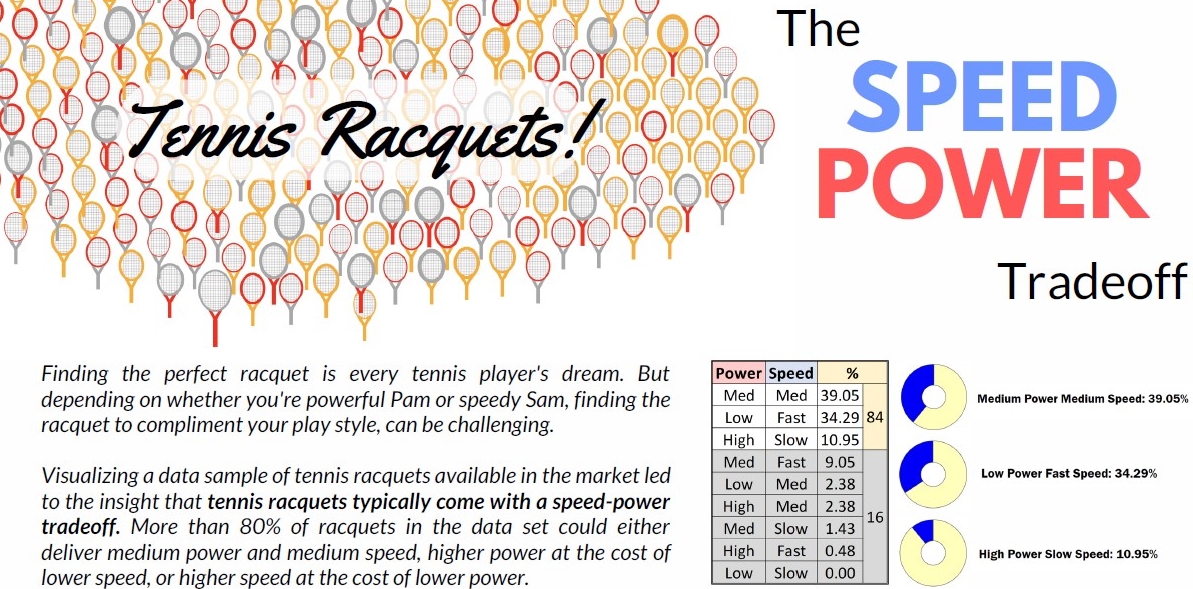 Tennis Racquets!
The
SPEED
POWER
Tradeoff
Finding the perfect racquet is every tennis player's dream. But
depending on whether you're powerful Pam or speedy Sam, finding the
racquet to compliment your play style, can be challenging.
Visualizing a data sample of tennis racquets available in the market led
to the insight that tennis racquets typically come with a speed-power
tradeoff. More than 80% of racquets in the data set could either
deliver medium power and medium speed, higher power at the cost of
lower speed, or higher speed at the cost of lower power.
Power Speed %
Med Med 39.05
Low Fast 34.29 84
High Slow 10.95
Med Fast 9.05
Low Med 2.38
High Med 2.38
Med Slow 1.43 16
High Fast 0.48
Low Slow 0.00
Medium Power Medium Speed: 39.05%
Low Power Fast Speed: 34.29%
High Power Slow Speed: 10.95%